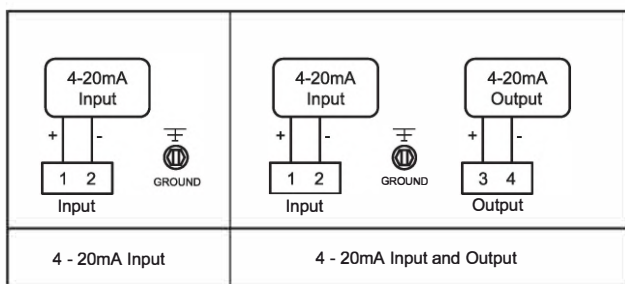 4-20mA
Input
+ -
1 2
Input
GROUND
4-20mA
Input
+ -
1 2
Input
GROUND
4-20mA
Output
+ -
3 4
Output
4 - 20mA Input
4 - 20mA Input and Output